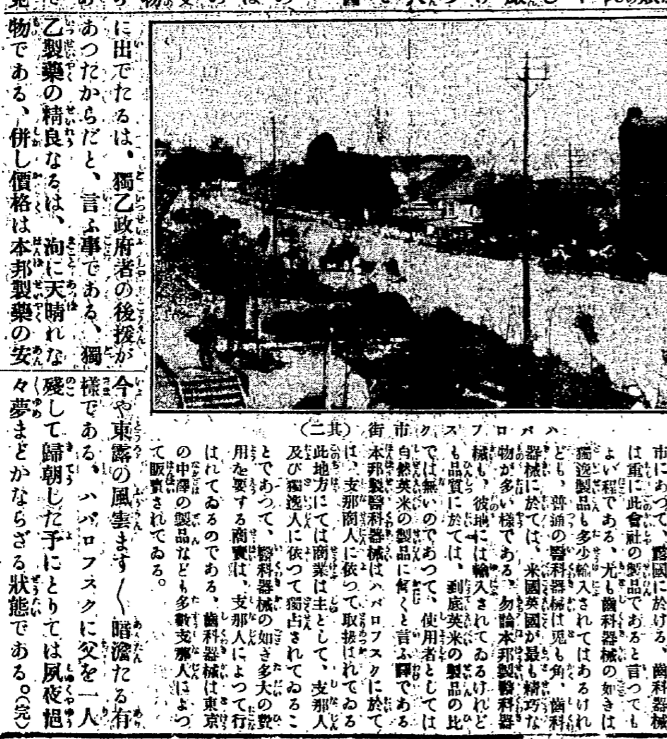 に出でたるは、獨乙政府者の後援が
あつたからだと、言ふ事である、獨
乙製藥の精良なるは、洵に天晴れな
物である、併し價格は本邦製藥の安
ハバロフスク市街(其二)
市にあつて、露國に於ける、齒科器械
は重に此會社の製品であると言つても
よい程である、尤も齒科器械の如きは
獨逸製品も多少輸入されてはあるけれ
ども、普通の醫科器械は兎も角、齒科
器械に於ては、米國英國が最も精巧な
物が多い樣である、勿論本邦製醫科器
械も、彼地には輸入されてゐるけれど
も品質に於ては、到底英米の製品の比
では無いのであつて、使用者としては
自然英米の製品に傾くと言ふ譯である
本邦製醫科器械はハバロフスクに於て
は、支那商人に依つて取扱はれてゐる
此地方にては商業は主として、支那人
及び獨逸人に依つて獨占されてゐるこ
とであつて、醫科器械の如き多大の費
用を要する商賣は、支那人によつて行
はれてゐるのである、齒科器械は東京
の中澤の製品なども多數支那人によつ
て販賣されてゐる。
今や東露の風雲ます〱暗澹たる有
樣である、ハバロフスクに父を一人
殘して歸朝した予にとりては夙夜悒
々夢まどかならざる狀態である。(完)